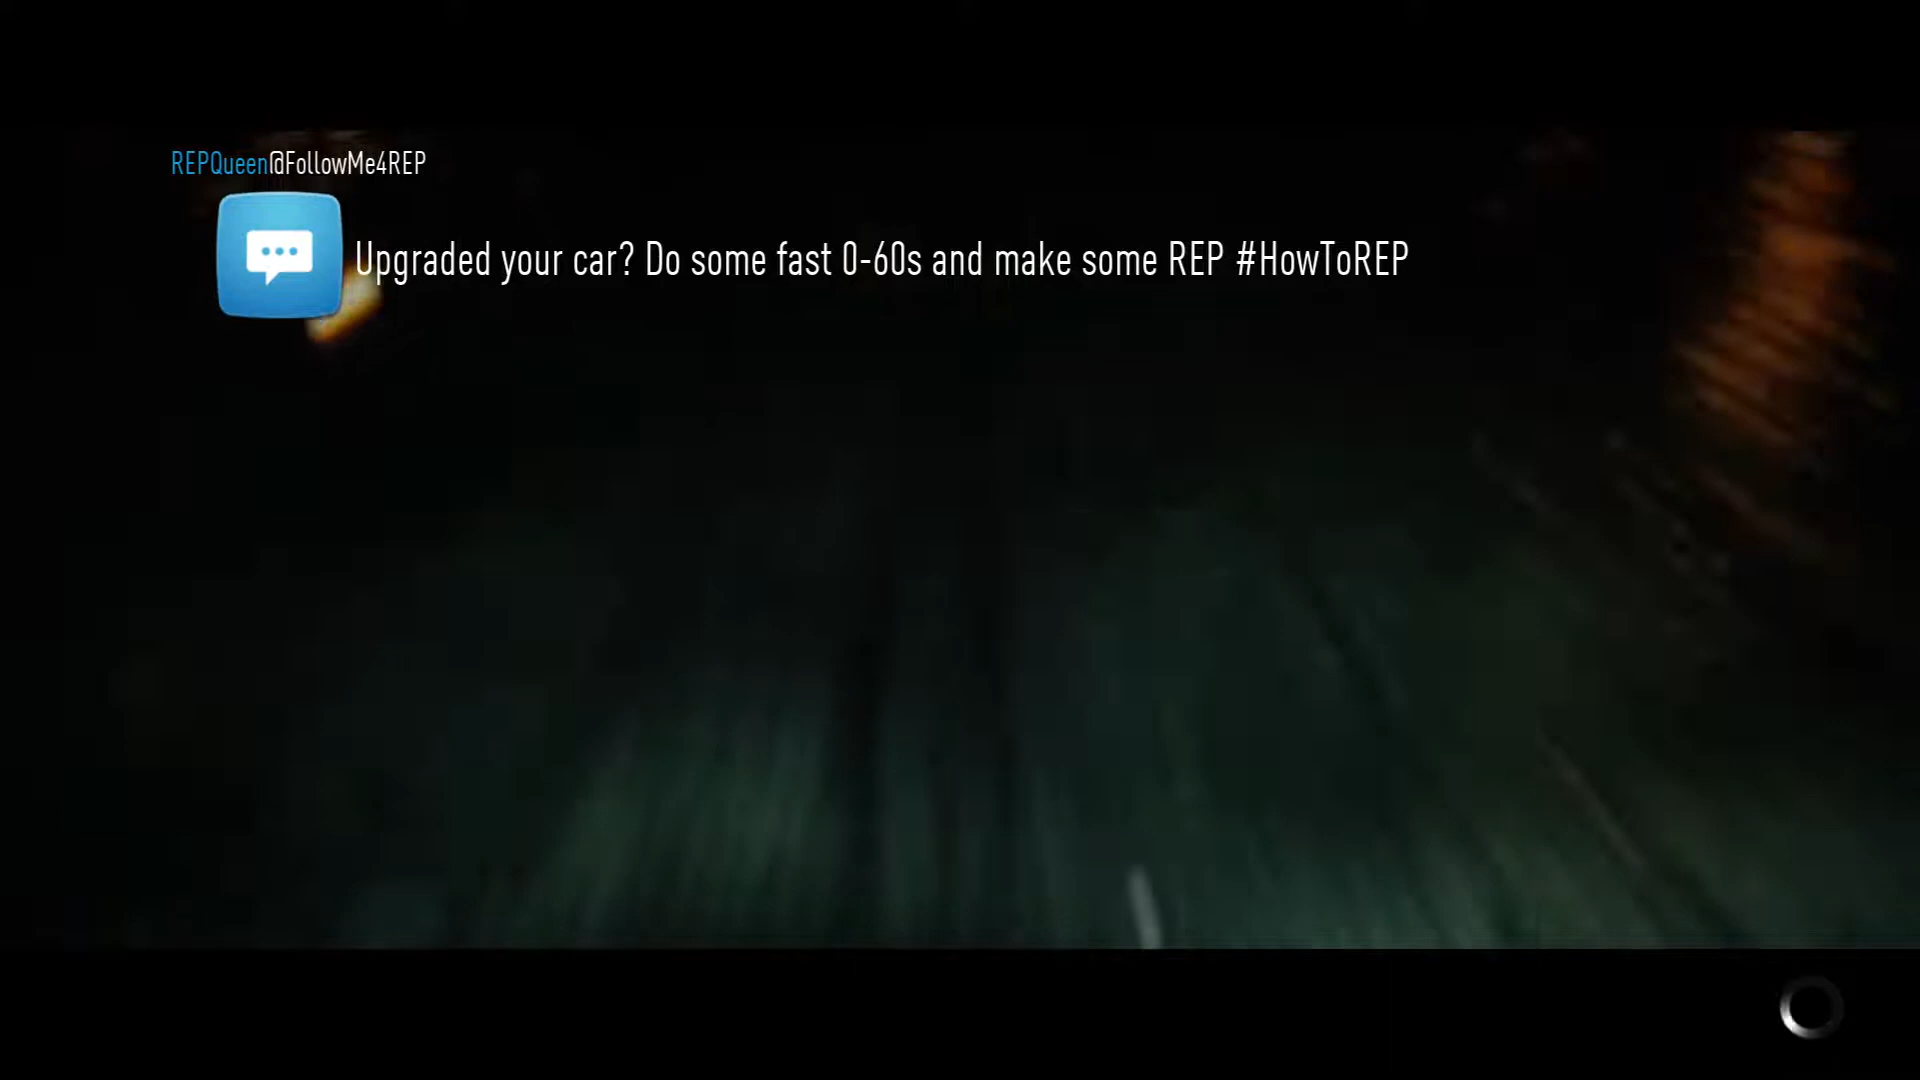 REPQueen@FollowMe4REP
Upgraded your car? Do some fast 0-60s and make some REP #HowToREP